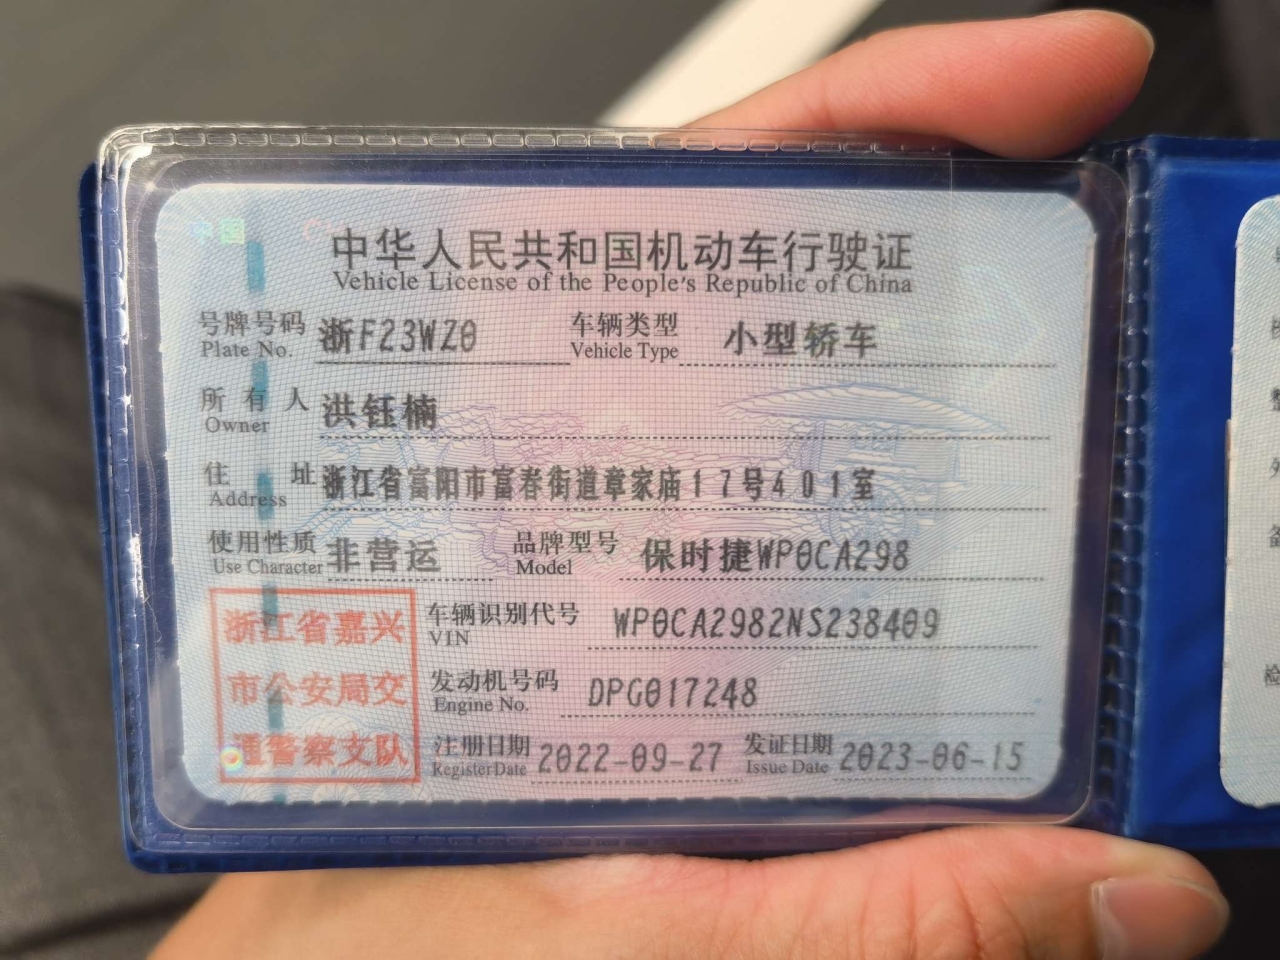 中华人民共和国机动车行驶证
Vehicle License of the People's Republic of China
号牌号码 浙F23WZ0 车辆类型 小型轿车
Plate No. Vehicle Type
所有人 洪钰楠
Owner
住址 浙江省富阳市富春街道章家庙17号401室
Address
使用性质 非营运 品牌型号 保时捷WP0CA298
Use Character Model
浙江省嘉兴
市公安局交
通警察支队
车辆识别代号 WP0CA2982NS238409
VIN
发动机号码 DPG017248
Engine No.
注册日期 2022-09-27 发证日期 2023-06-15
Register Date Issue Date